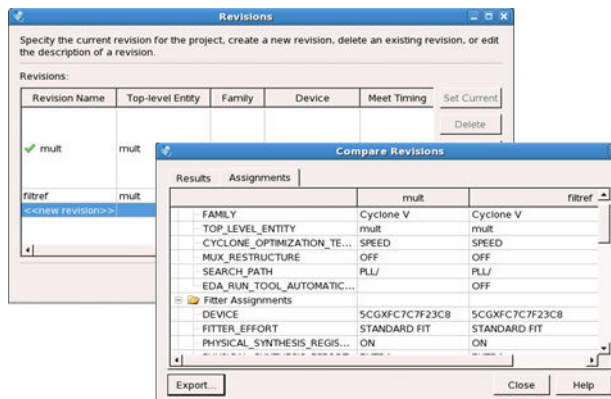 Revisions
Specify the current revision for the project, create a new revision, delete an existing revision, or edit
the description of a revision.
Revisions:
Revision Name Top-level Entity Family Device Meet Timing Set Current
Delete
mult mult
filtref mult
<<new revision>>
Compare Revisions
Results Assignments
mult filtref
FAMILY Cyclone V Cyclone V
TOP_LEVEL_ENTITY mult mult
CYCLONE_OPTIMIZATION_TE... SPEED SPEED
MUX_RESTRUCTURE OFF OFF
SEARCH_PATH PLL/ PLL/
EDA_RUN_TOOL_AUTOMATIC... OFF
Fitter Assignments
DEVICE 5CGXFC7C7F23C8 5CGXFC7C7F23C8
FITTER_EFFORT STANDARD FIT STANDARD FIT
PHYSICAL_SYNTHESIS_REGIS... ON ON
Export... Close Help